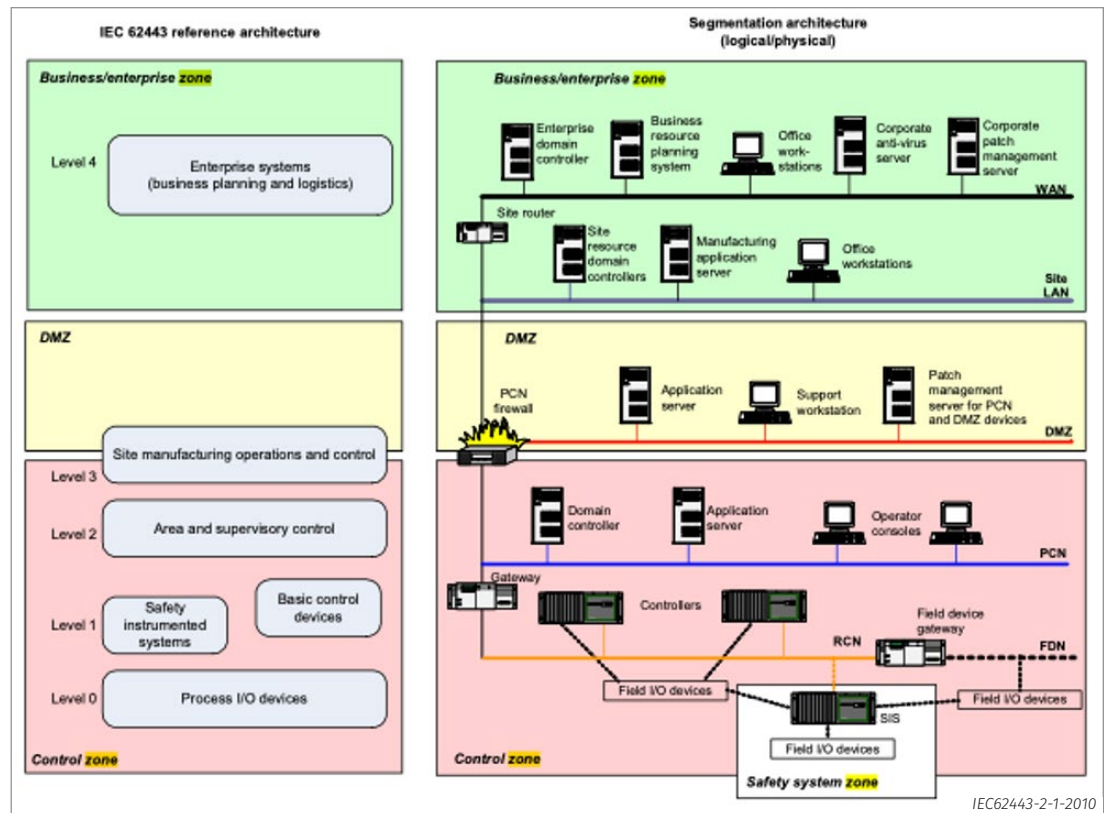 IEC 62443 reference architecture
Business/enterprise zone
Level 4
Enterprise systems
(business planning and logistics)
DMZ
Site manufacturing operations and control
Level 3
Level 2
Area and supervisory control
Level 1
Safety
instrumented
systems
Basic control
devices
Level 0
Process I/O devices
Control zone
Segmentation architecture
(logical/physical)
Business/enterprise zone
Enterprise
domain
controller
Business
resource
planning
system
Office
work-
stations
Corporate
anti-virus
server
Corporate
patch
management
server
WAN
Site router
Site
resource
domain
controllers
Manufacturing
application
server
Office
workstations
Site
LAN
DMZ
PCN
firewall
Application
server
Support
workstation
Patch
management
server for PCN
and DMZ devices
DMZ
Domain
controller
Application
server
Operator
consoles
PCN
Gateway
Controllers
Field device
gateway
RCN
FDN
Field I/O devices
SIS
Field I/O devices
Field I/O devices
Control zone
Safety system zone
IEC62443-2-1-2010